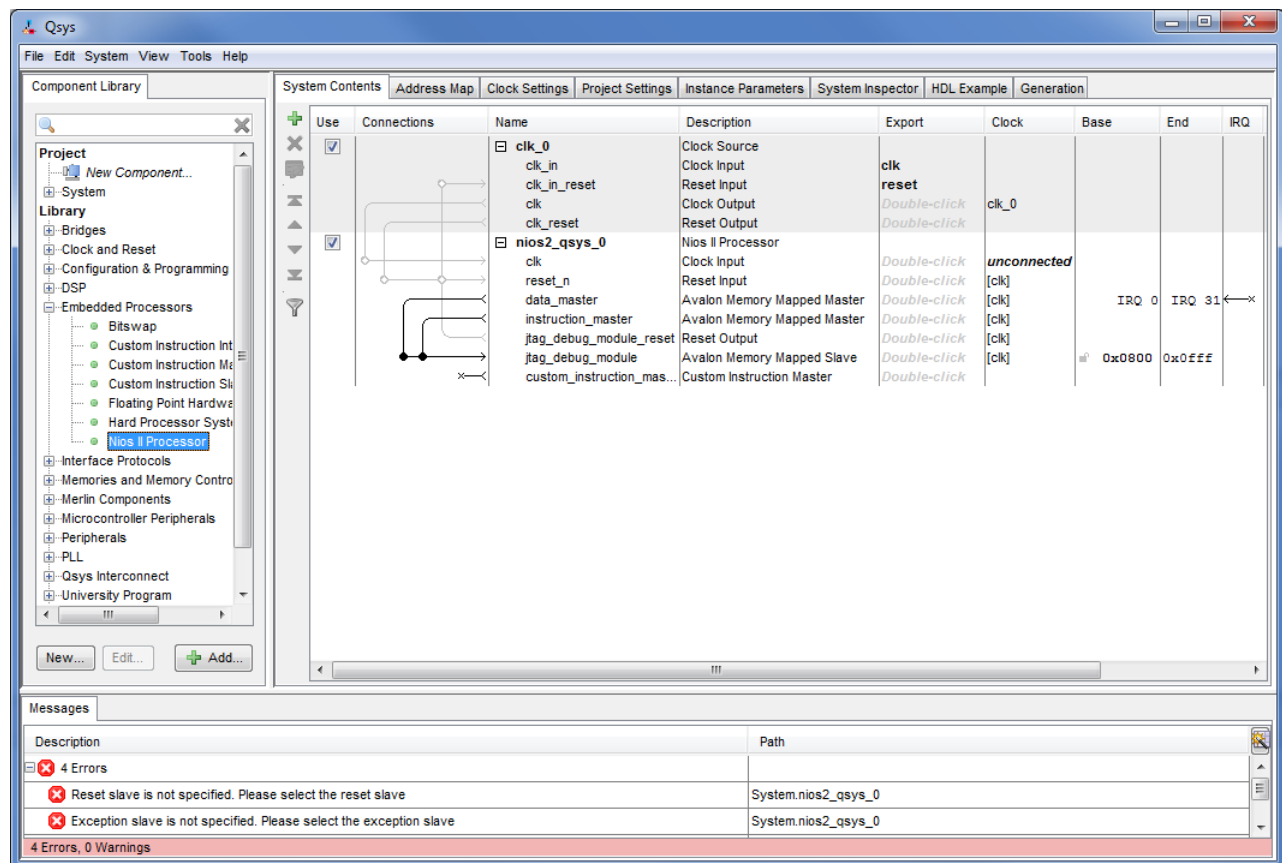 Qsys
File Edit System View Tools Help
Component Library
Project
New Component...
System
Library
Bridges
Clock and Reset
Configuration & Programming
DSP
Embedded Processors
Bitswap
Custom Instruction Int
Custom Instruction Ma
Custom Instruction Sla
Floating Point Hardwa
Hard Processor Syste
Nios II Processor
Interface Protocols
Memories and Memory Contro
Merlin Components
Microcontroller Peripherals
Peripherals
PLL
Qsys Interconnect
University Program
New... Edit... Add...
System Contents Address Map Clock Settings Project Settings Instance Parameters System Inspector HDL Example Generation
Use Connections Name Description Export Clock Base End IRQ
clk_0 Clock Source
clk_in Clock Input clk
clk_in_reset Reset Input reset
clk Clock Output Double-click clk_0
clk_reset Reset Output Double-click
nios2_qsys_0 Nios II Processor
clk Clock Input Double-click unconnected
reset_n Reset Input Double-click [clk]
data_master Avalon Memory Mapped Master Double-click [clk] IRQ 0 IRQ 31
instruction_master Avalon Memory Mapped Master Double-click [clk]
jtag_debug_module_reset Reset Output Double-click [clk]
jtag_debug_module Avalon Memory Mapped Slave Double-click [clk] 0x0800 0x0fff
custom_instruction_mas... Custom Instruction Master Double-click
Messages
Description Path
4 Errors
Reset slave is not specified. Please select the reset slave System.nios2_qsys_0
Exception slave is not specified. Please select the exception slave System.nios2_qsys_0
4 Errors, 0 Warnings